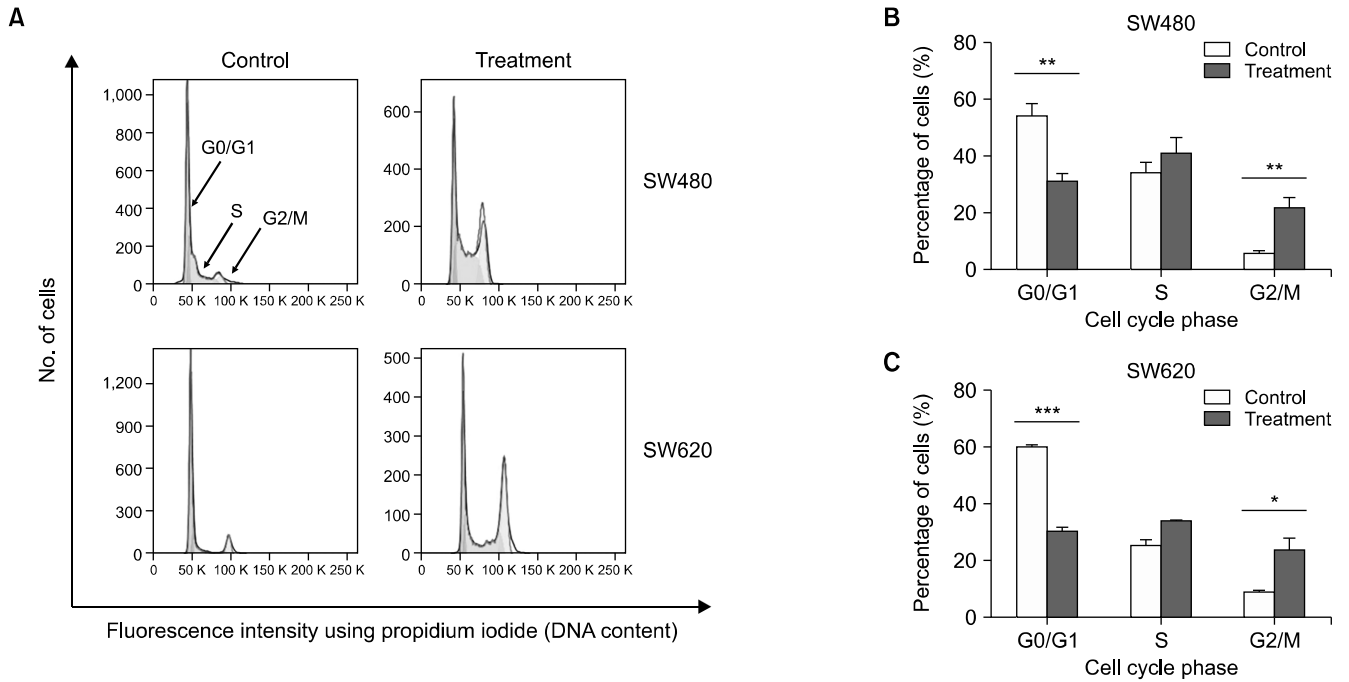 A
Control
Treatment
1,000
800
600
400
200
0
G0/G1
S
G2/M
0 50 K 100 K 150 K 200 K 250 K
600
400
200
0
0 50 K 100 K 150 K 200 K 250 K
SW480
1,200
900
600
300
0
0 50 K 100 K 150 K 200 K 250 K
500
400
300
200
100
0
0 50 K 100 K 150 K 200 K 250 K
SW620
No. of cells
Fluorescence intensity using propidium iodide (DNA content)
B
SW480
Control
Treatment
Percentage of cells (%)
80
60
40
20
0
**
**
G0/G1 S G2/M
Cell cycle phase
C
SW620
Control
Treatment
Percentage of cells (%)
80
60
40
20
0
***
*
G0/G1 S G2/M
Cell cycle phase